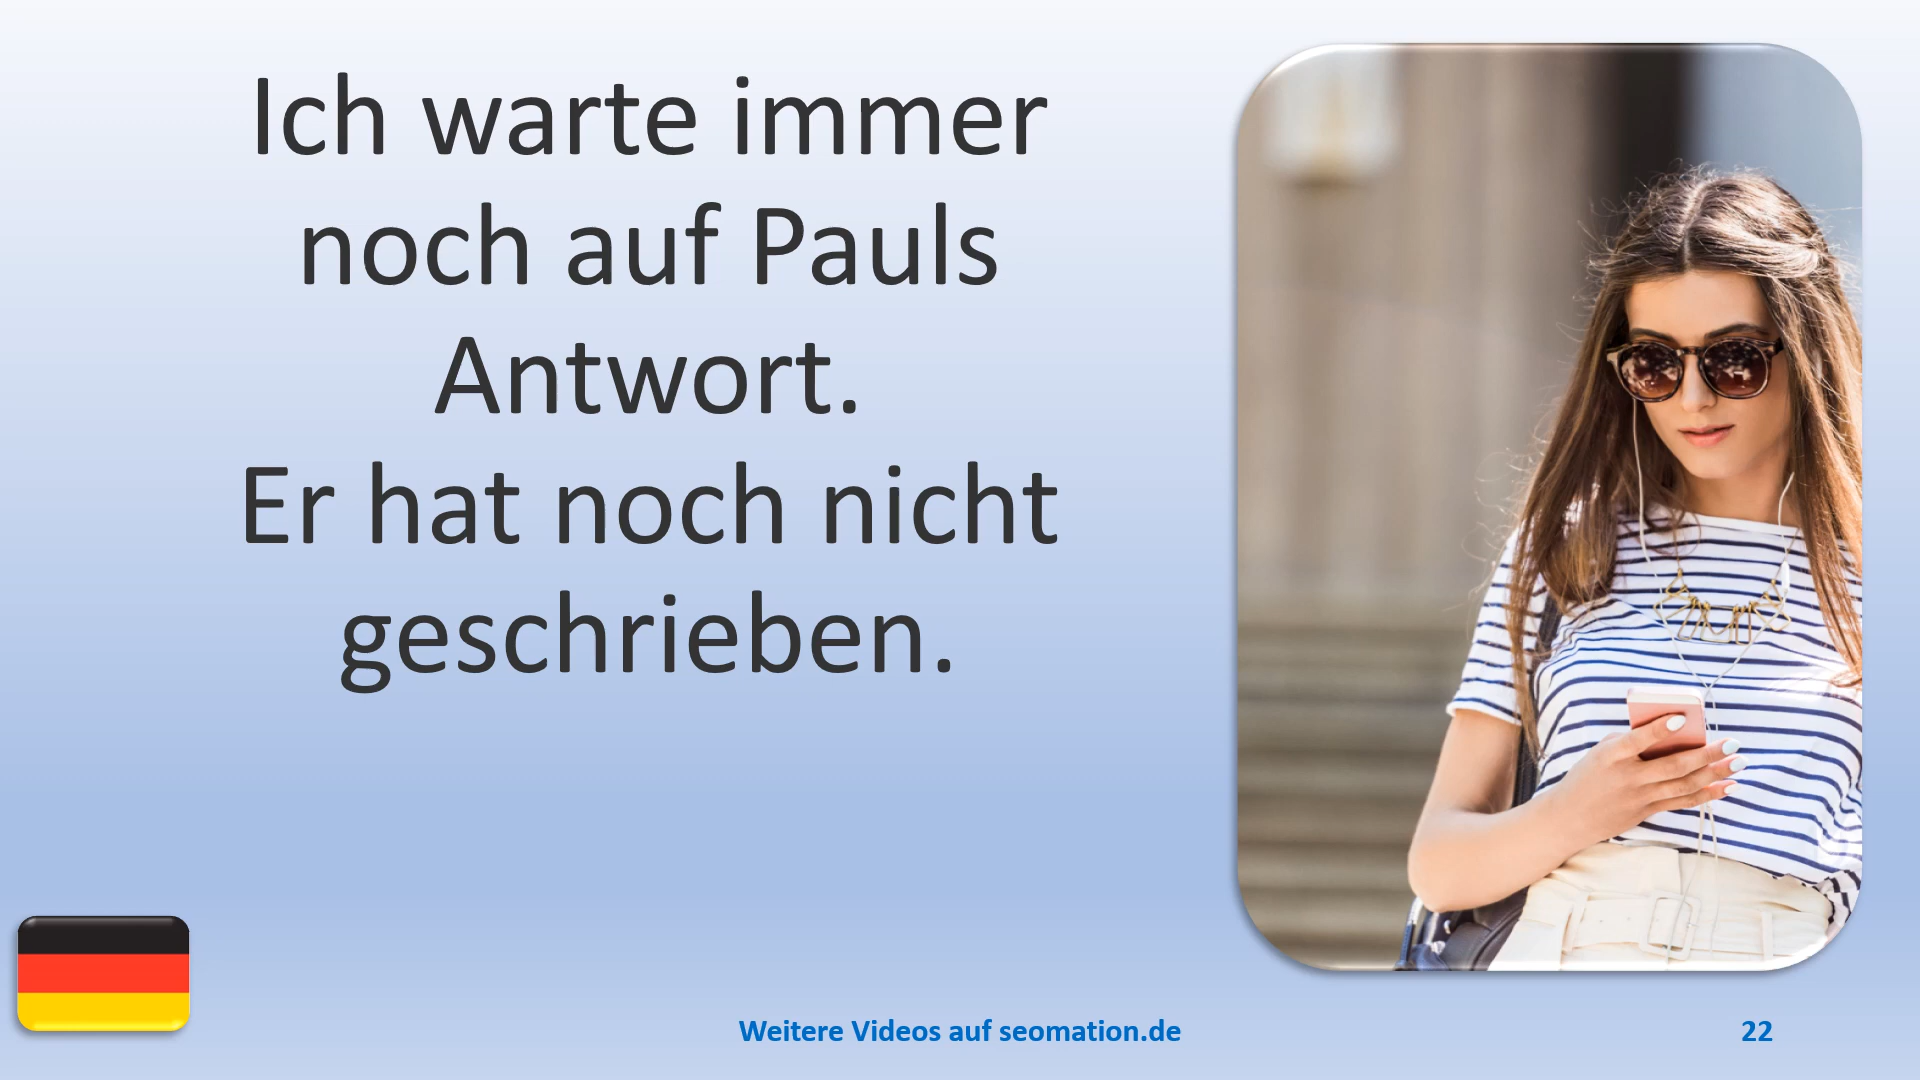 Ich warte immer
noch auf Pauls
Antwort.
Er hat noch nicht
geschrieben.
Weitere Videos auf seomation.de
22